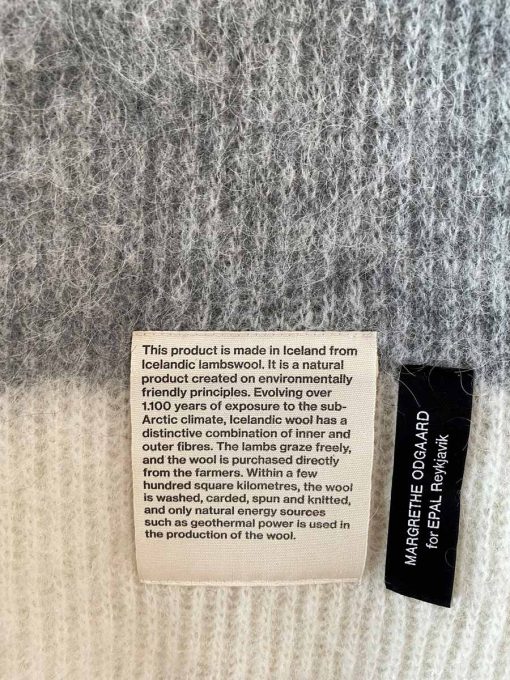 This product is made in Iceland from
Icelandic lambswool. It is a natural
product created on environmentally
friendly principles. Evolving over
1.100 years of exposure to the sub-
Arctic climate, Icelandic wool has a
distinctive combination of inner and
outer fibres. The lambs graze freely,
and the wool is purchased directly
from the farmers. Within a few
hundred square kilometres, the wool
is washed, carded, spun and knitted,
and only natural energy sources
such as geothermal power is used in
the production of the wool.
MARGRETHE ODGAARD
for EPAL Reykjavik